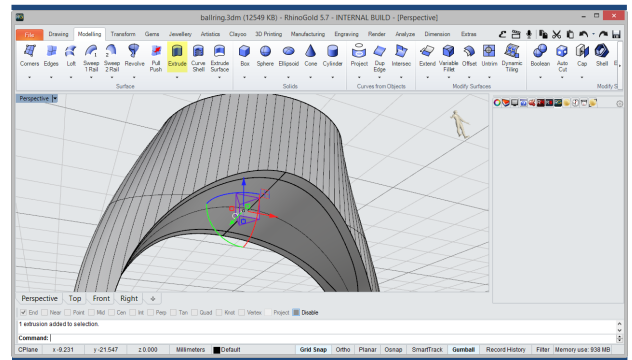 ballring.3dm (12549 KB) - RhinoGold 5.7 - INTERNAL BUILD - [Perspective]
File Drawing Modelling Transform Gems Jewellery Artistics Clayoo 3D Printing Manufacturing Engraving Render Analyze Dimension Extras
Corners Edges Loft Sweep 1 Rail Sweep 2 Rail Revolve Pull Push Extrude Curve Shell Extrude Surface Box Sphere Ellipsoid Cone Cylinder Project Dup Edge Intersec Extend Variable Fillet Offset Untrim Dynamic Tiling Boolean Auto Cut Cap Shell
Surface Solids Curves from Objects Modify Surfaces Modify S
Perspective
Perspective Top Front Right
End Near Point Mid Cen Int Perp Tan Quad Knot Vertex Project Disable
1 extrusion added to selection.
Command:
CPlane x -9.231 y -21.547 z 0.000 Millimeters Default Grid Snap Ortho Planar Osnap SmartTrack Gumball Record History Filter Memory use: 938 MB